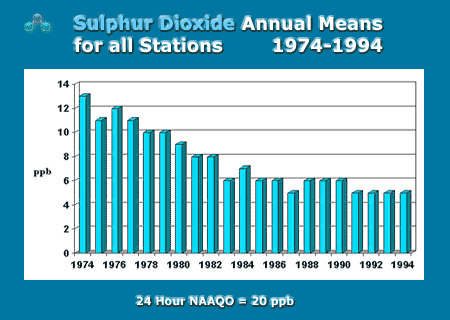 Sulphur Dioxide Annual Means
for all Stations 1974-1994
14
12
10
8
6
4
2
0
ppb
1974 1976 1978 1980 1982 1984 1986 1988 1990 1992 1994
24 Hour NAAQO = 20 ppb